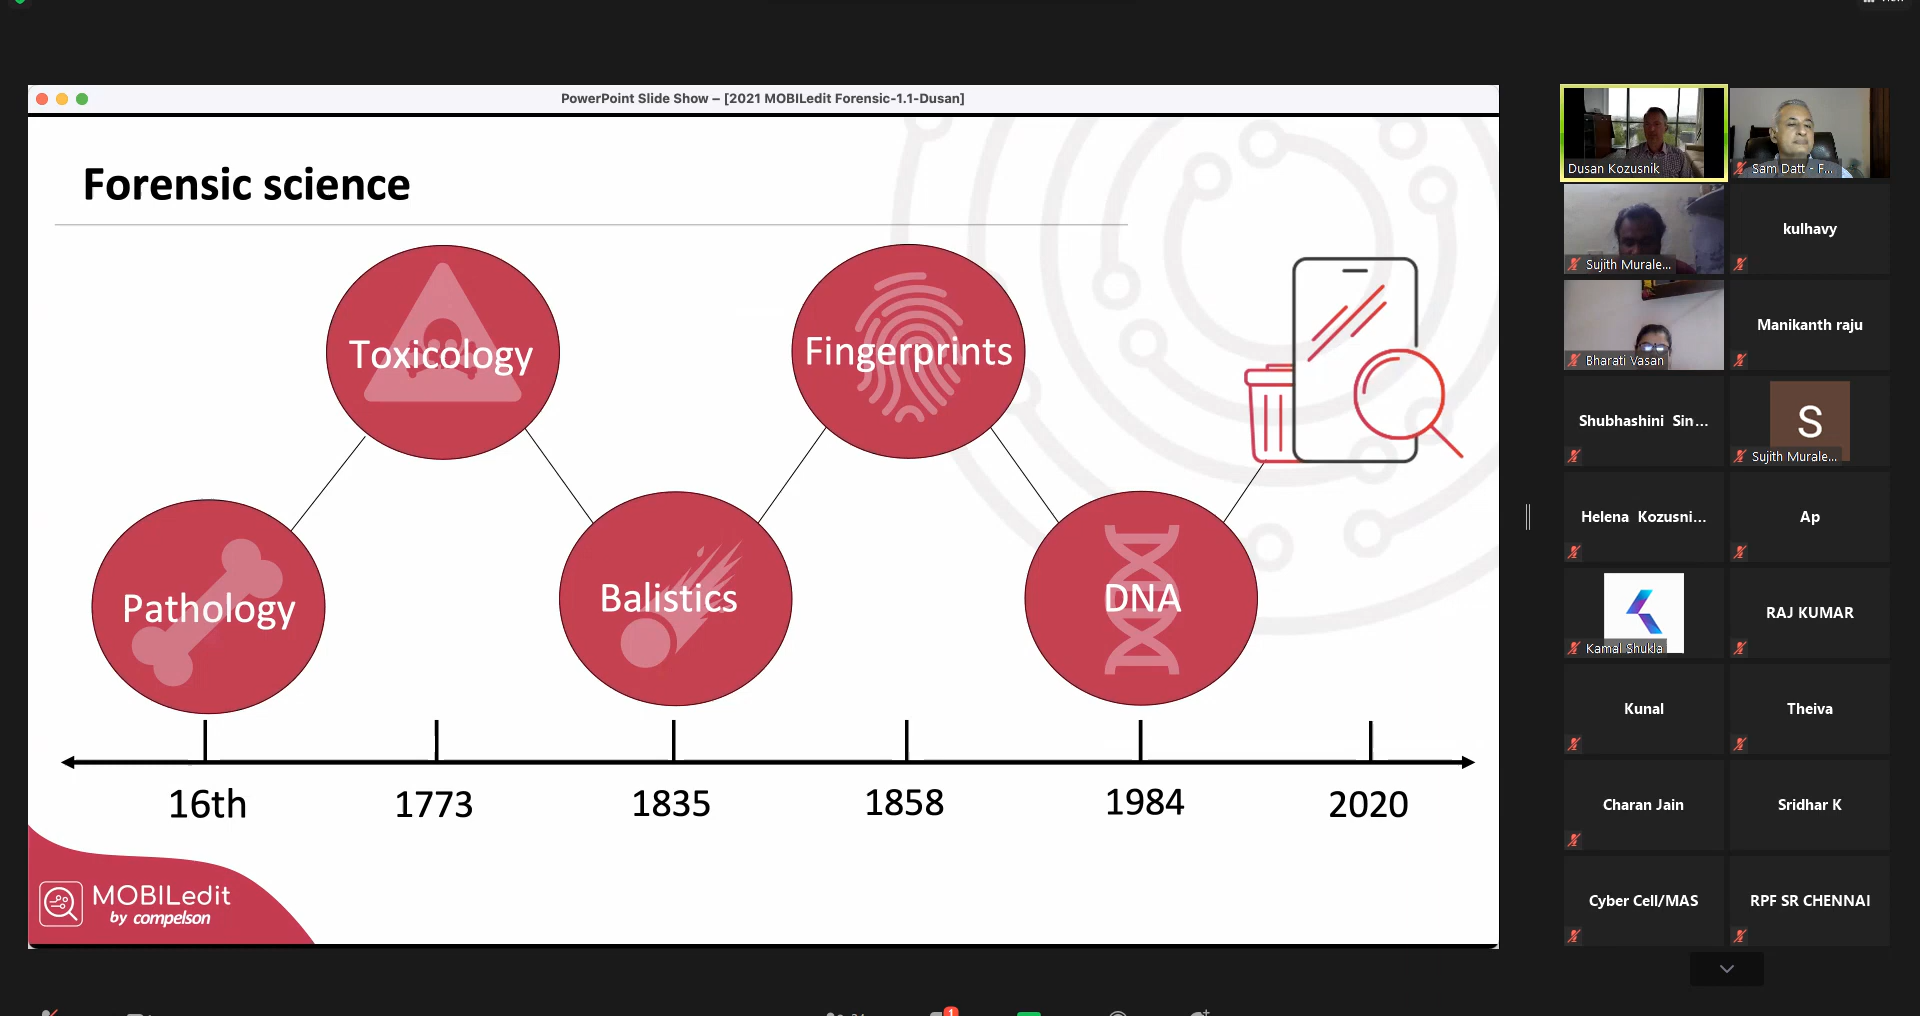 PowerPoint Slide Show – [2021 MOBILedit Forensic-1.1-Dusan]
Forensic science
Toxicology
Fingerprints
Pathology
Balistics
DNA
16th
1773
1835
1858
1984
2020
MOBILedit
by compelson
Dusan Kozusnik
Sam Datt - F...
Sujith Murale...
kulhavy
Bharati Vasan
Manikanth raju
Shubhashini Sin...
S
Sujith Murale...
Helena Kozusni...
Ap
Kamal Shukla
RAJ KUMAR
Kunal
Theiva
Charan Jain
Sridhar K
Cyber Cell/MAS
RPF SR CHENNAI
1